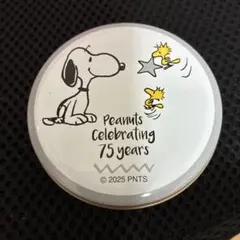 Peanuts
Celebrating
75 years
© 2025 PNTS.